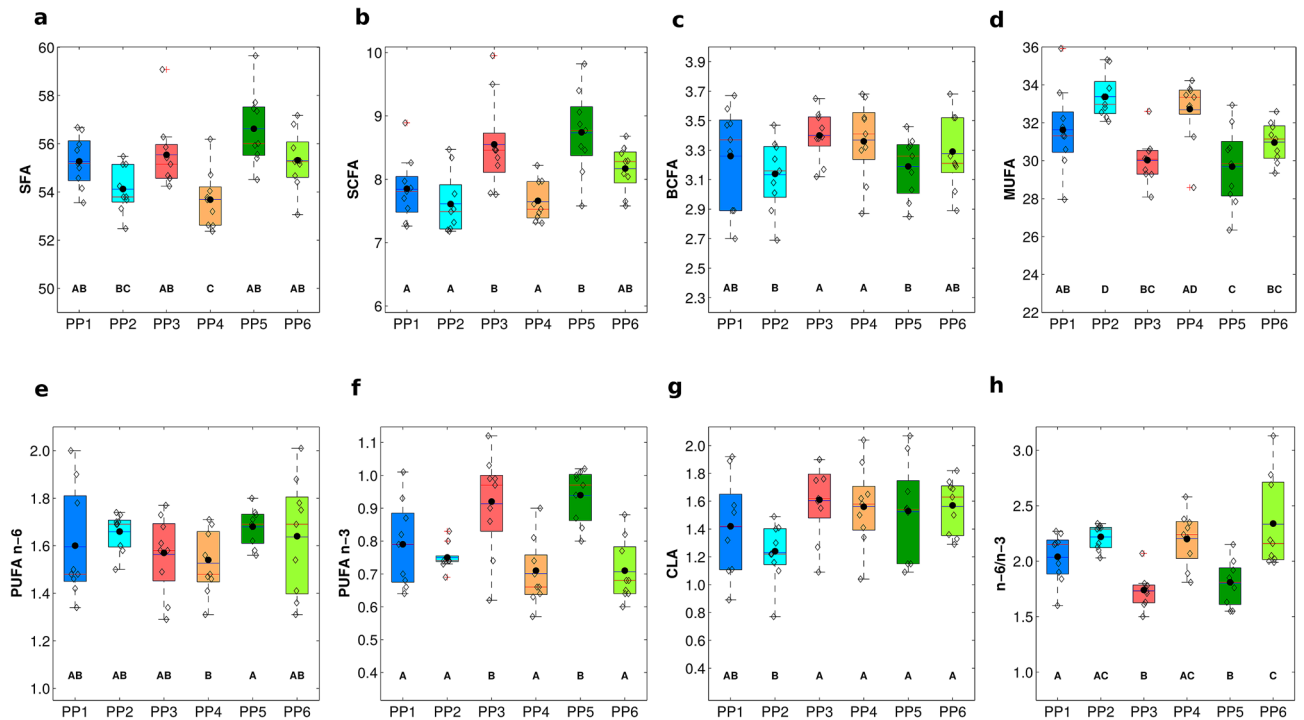 a
b
c
d
SFA
60
58
56
54
52
50
AB BC AB C AB AB
PP1 PP2 PP3 PP4 PP5 PP6
SCFA
10
9
8
7
6
A A B A B AB
PP1 PP2 PP3 PP4 PP5 PP6
BCFA
3.9
3.7
3.5
3.3
3.1
2.9
2.7
2.5
2.3
AB B A A B AB
PP1 PP2 PP3 PP4 PP5 PP6
MUFA
36
34
32
30
28
26
24
22
AB D BC AD C BC
PP1 PP2 PP3 PP4 PP5 PP6
e
f
g
h
PUFA n−6
2.0
1.8
1.6
1.4
1.2
1.0
AB AB AB B A AB
PP1 PP2 PP3 PP4 PP5 PP6
PUFA n−3
1.1
1.0
0.9
0.8
0.7
0.6
0.5
0.4
A A B A B A
PP1 PP2 PP3 PP4 PP5 PP6
CLA
2.0
1.8
1.6
1.4
1.2
1.0
0.8
0.6
0.4
AB B A A A A
PP1 PP2 PP3 PP4 PP5 PP6
n−6/n−3
3.0
2.5
2.0
1.5
1.0
A AC B AC B C
PP1 PP2 PP3 PP4 PP5 PP6